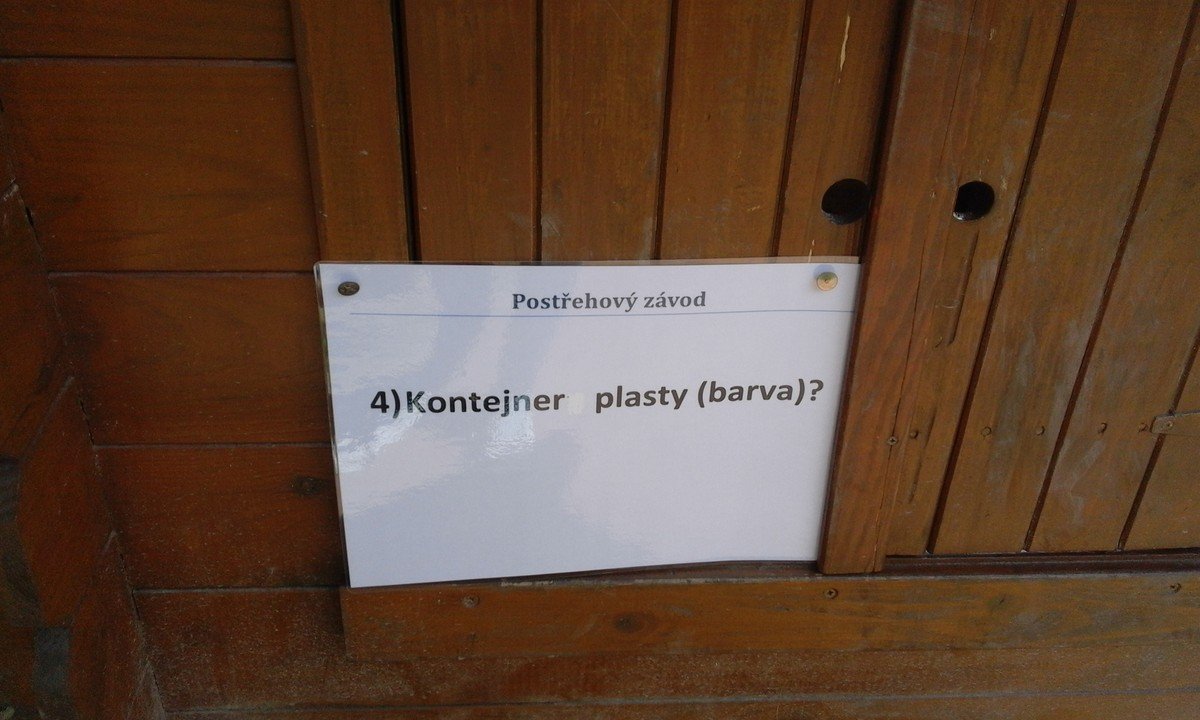 Postřehový závod
4)Kontejner plasty (barva)?